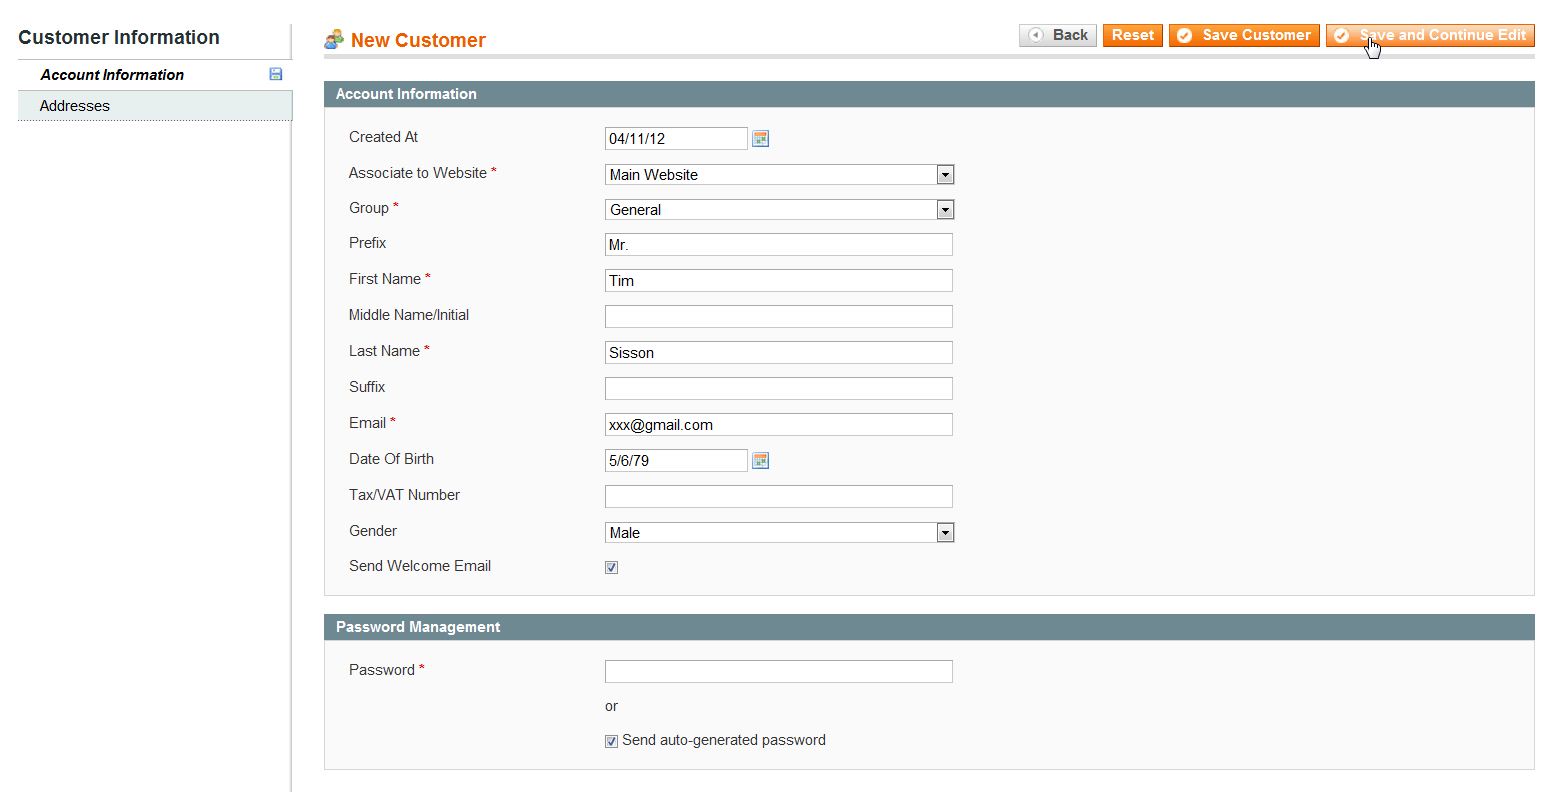 Customer Information
Account Information
Addresses
New Customer
Back Reset Save Customer Save and Continue Edit
Account Information
Created At 04/11/12
Associate to Website * Main Website
Group * General
Prefix Mr.
First Name * Tim
Middle Name/Initial
Last Name * Sisson
Suffix
Email * xxx@gmail.com
Date Of Birth 5/6/79
Tax/VAT Number
Gender Male
Send Welcome Email
Password Management
Password *
or
Send auto-generated password